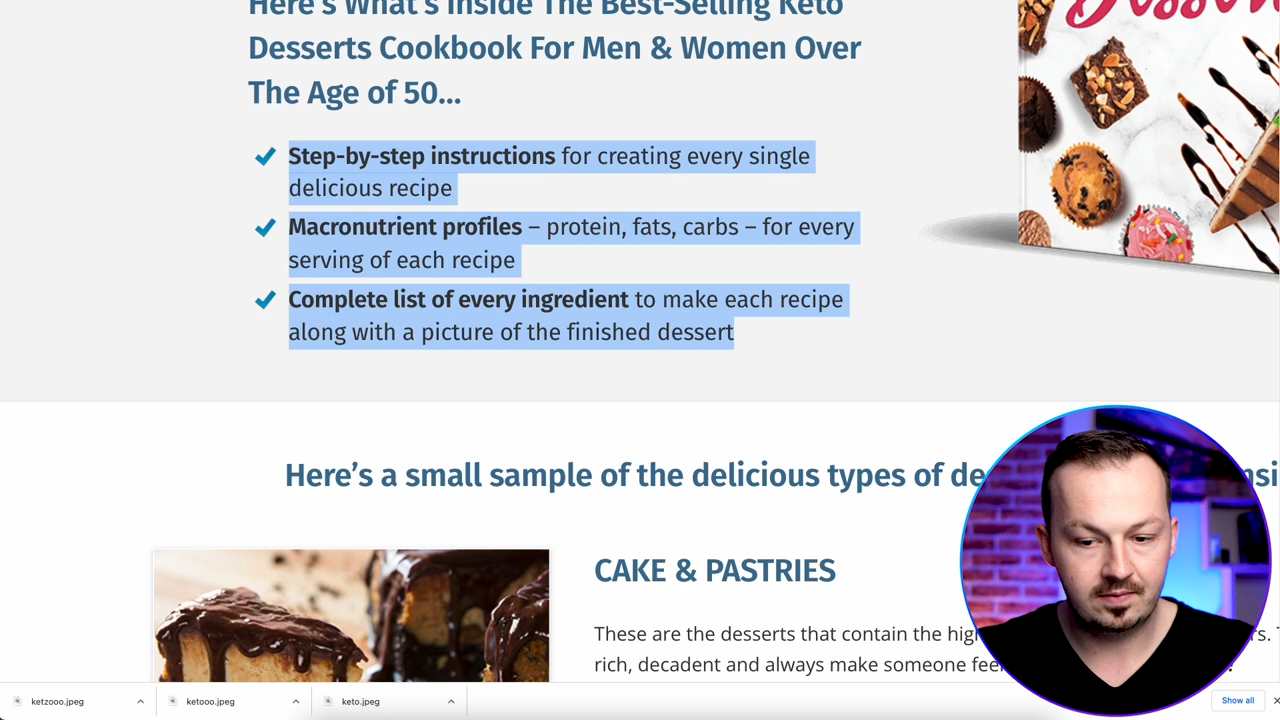 Here's What's Inside The Best-Selling Keto
Desserts Cookbook For Men & Women Over
The Age of 50...
Step-by-step instructions for creating every single
delicious recipe
Macronutrient profiles – protein, fats, carbs – for every
serving of each recipe
Complete list of every ingredient to make each recipe
along with a picture of the finished dessert
Here's a small sample of the delicious types of
CAKE & PASTRIES
These are the desserts that contain the
rich, decadent and always make someone
ketzooo.jpeg
ketooo.jpeg
keto.jpeg
Show all